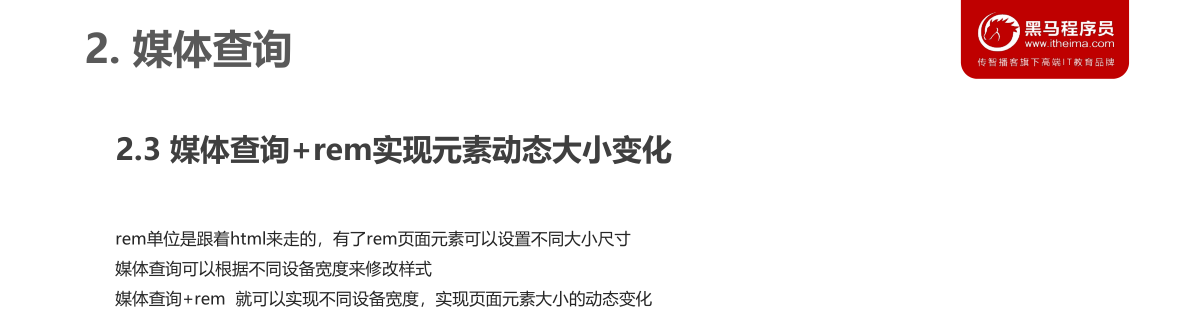 2. 媒体查询
黑马程序员
www.itheima.com
传智播客旗下高端IT教育品牌
2.3 媒体查询+rem实现元素动态大小变化
rem单位是跟着html来走的，有了rem页面元素可以设置不同大小尺寸
媒体查询可以根据不同设备宽度来修改样式
媒体查询+rem 就可以实现不同设备宽度，实现页面元素大小的动态变化